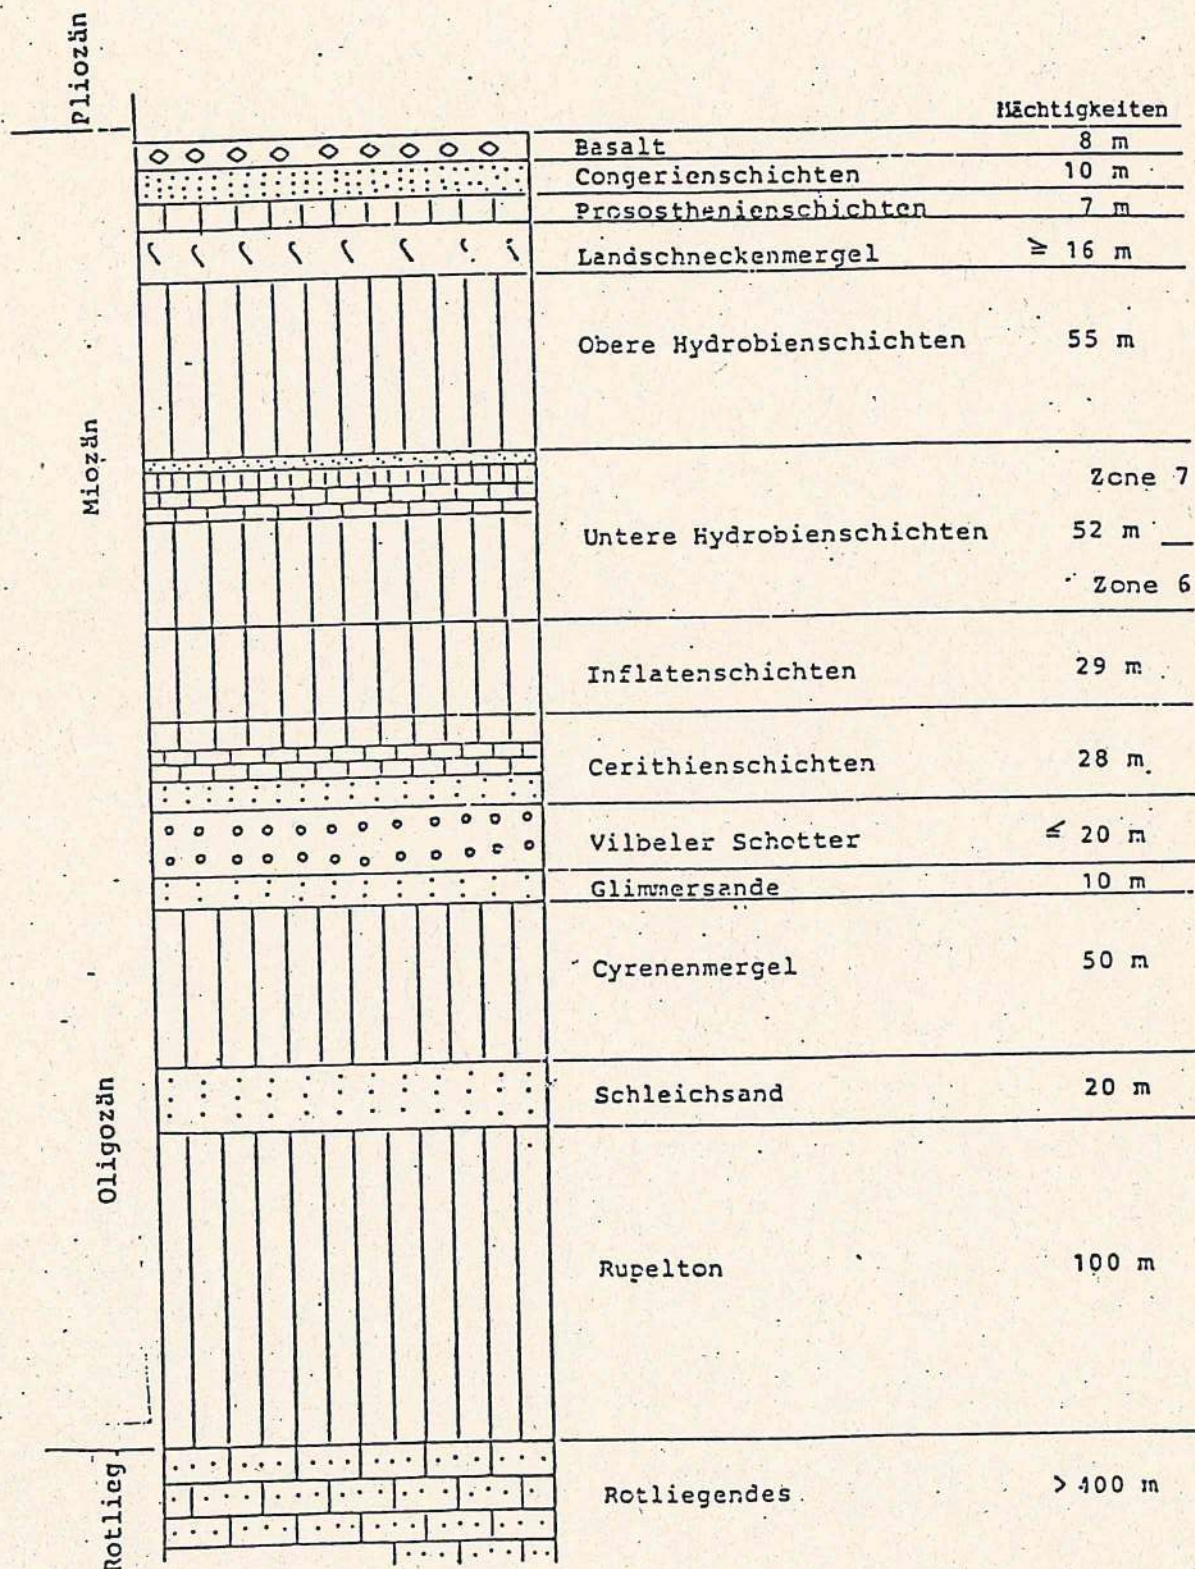 Pliozän
Mächtigkeiten
Basalt 8 m
Congerienschichten 10 m
Prososthenienschichten 7 m
Landschneckenmergel ≥ 16 m
Obere Hydrobienschichten 55 m
Miozän
Zone 7
Untere Hydrobienschichten 52 m
Zone 6
Inflatenschichten 29 m
Cerithienschichten 28 m
Vilbeler Schotter ≤ 20 m
Glimmersande 10 m
Cyrenenmergel 50 m
Schleichsand 20 m
Oligozän
Rupelton 100 m
Rotliegendes > 100 m
Rotlieg.